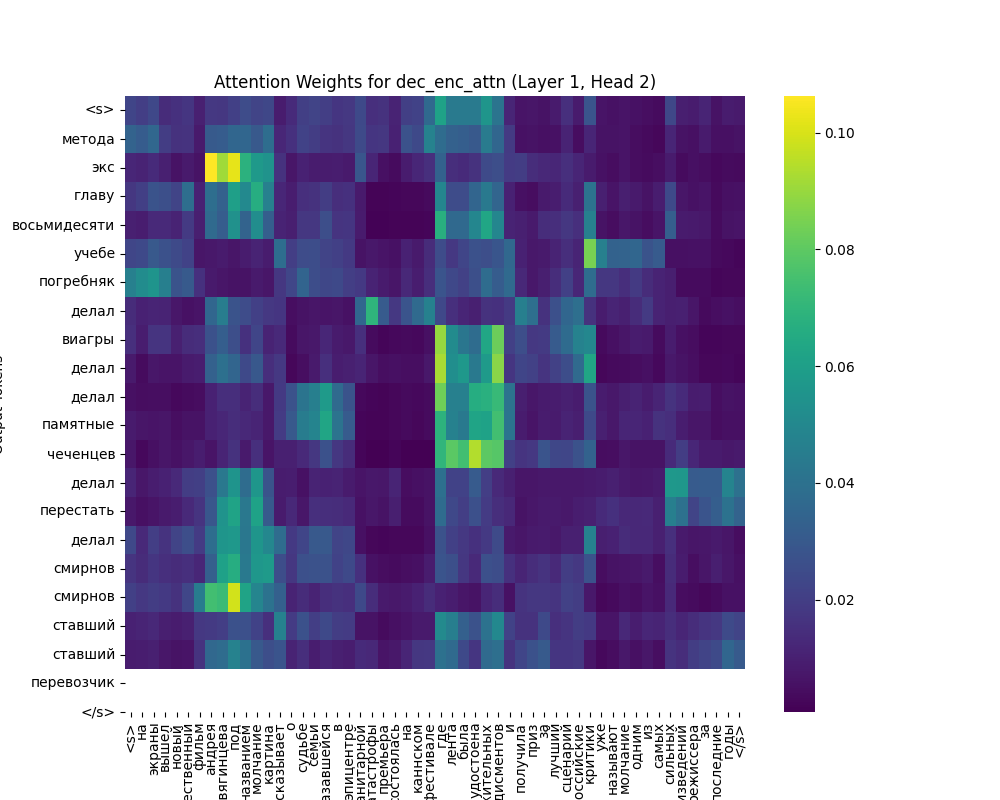 Attention Weights for dec_enc_attn (Layer 1, Head 2)
<s>
метода
экс
главу
восьмидесяти
учебе
погребняк
делал
виагры
делал
делал
памятные
чеченцев
делал
перестать
делал
смирнов
смирнов
ставший
ставший
перевозчик
</s>
0.10
0.08
0.06
0.04
0.02
<s>
на
экраны
вышел
новый
фильм
андрея
под
молчание
картина
о
судьбе
семьи
в
эпицентре
премьера
на
каннском
фестивале
где
лента
была
удостоена
и
получила
приз
за
лучший
сценарий
критики
уже
называют
молчание
одним
из
самых
сильных
режиссера
за
последние
годы
</s>